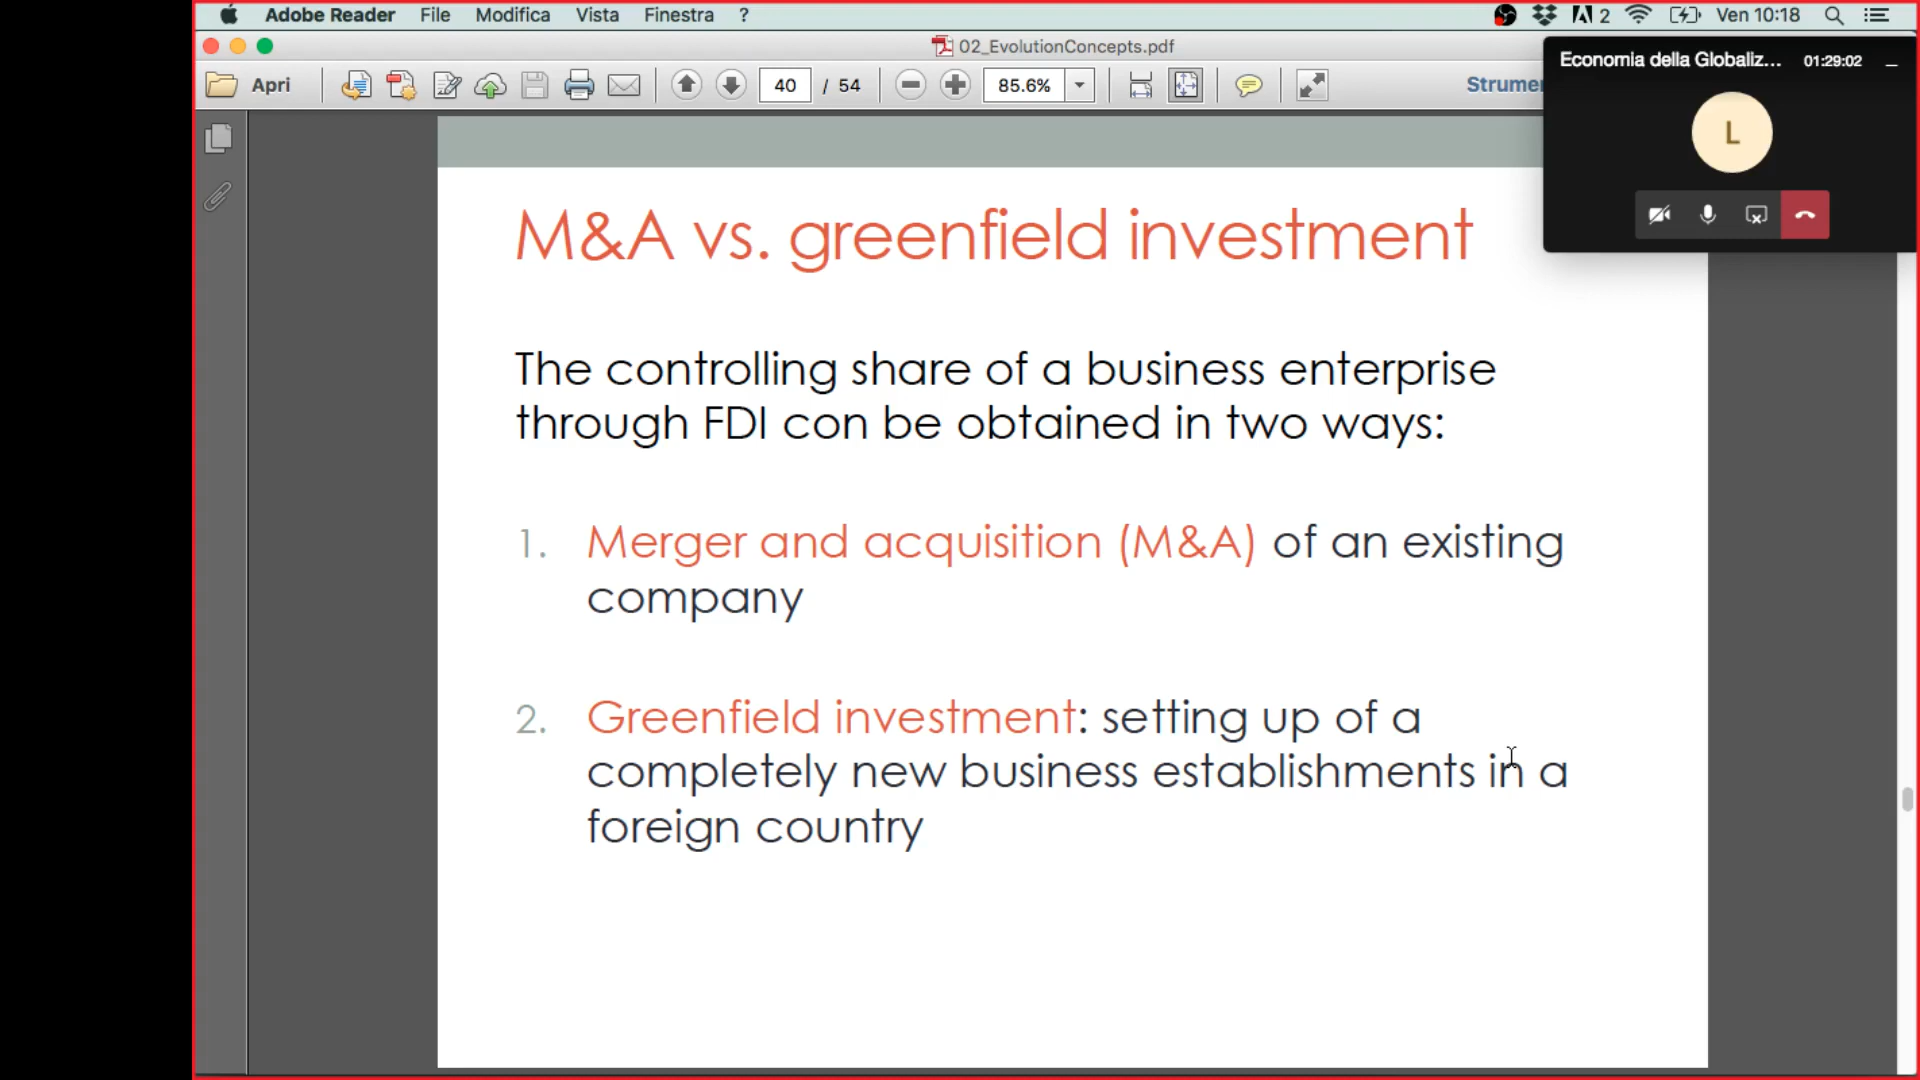 Adobe Reader File Modifica Vista Finestra ? 2 Ven 10:18
02_EvolutionConcepts.pdf
Apri 40 / 54 85.6% Strumen
Economia della Globaliz... 01:29:02
L
M&A vs. greenfield investment
The controlling share of a business enterprise
through FDI con be obtained in two ways:
1. Merger and acquisition (M&A) of an existing
company
2. Greenfield investment: setting up of a
completely new business establishments in a
foreign country